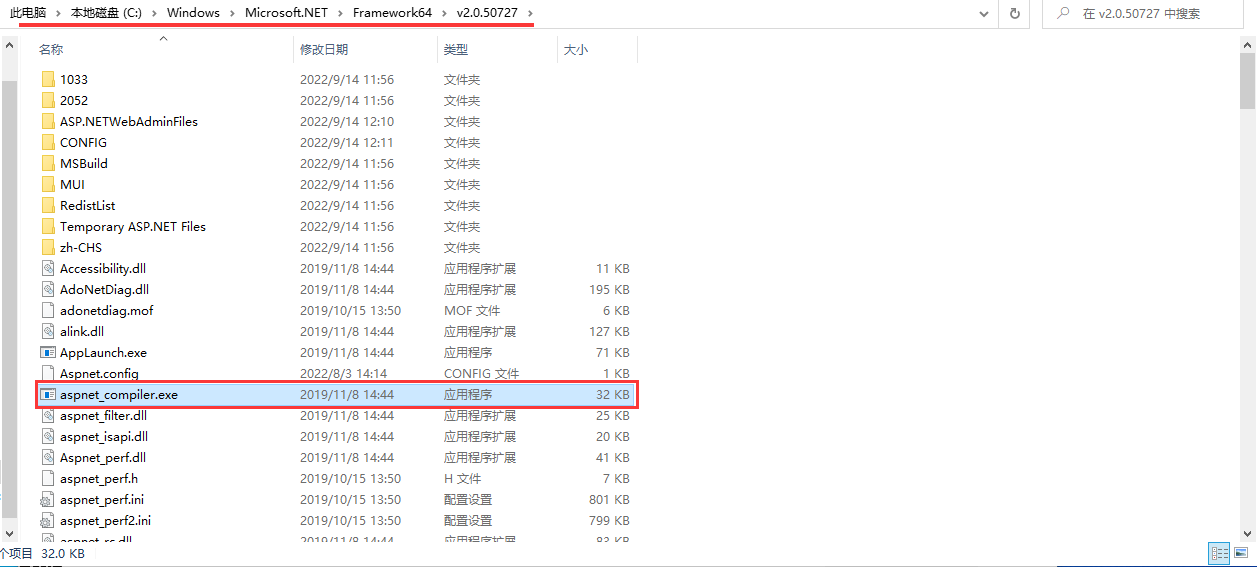 此电脑 > 本地磁盘 (C:) > Windows > Microsoft.NET > Framework64 > v2.0.50727 > 在 v2.0.50727 中搜索
名称 修改日期 类型 大小
1033 2022/9/14 11:56 文件夹
2052 2022/9/14 11:56 文件夹
ASP.NETWebAdminFiles 2022/9/14 12:10 文件夹
CONFIG 2022/9/14 12:11 文件夹
MSBuild 2022/9/14 11:56 文件夹
MUI 2022/9/14 11:56 文件夹
RedistList 2022/9/14 11:56 文件夹
Temporary ASP.NET Files 2022/9/14 11:56 文件夹
zh-CHS 2022/9/14 11:56 文件夹
Accessibility.dll 2019/11/8 14:44 应用程序扩展 11 KB
AdoNetDiag.dll 2019/11/8 14:44 应用程序扩展 195 KB
adonetdiag.mof 2019/10/15 13:50 MOF 文件 6 KB
alink.dll 2019/11/8 14:44 应用程序扩展 127 KB
AppLaunch.exe 2019/11/8 14:44 应用程序 71 KB
Aspnet.config 2022/8/3 14:14 CONFIG 文件 1 KB
aspnet_compiler.exe 2019/11/8 14:44 应用程序 32 KB
aspnet_filter.dll 2019/11/8 14:44 应用程序扩展 25 KB
aspnet_isapi.dll 2019/11/8 14:44 应用程序扩展 20 KB
Aspnet_perf.dll 2019/11/8 14:44 应用程序扩展 41 KB
aspnet_perf.h 2019/10/15 13:50 H 文件 7 KB
aspnet_perf.ini 2019/10/15 13:50 配置设置 801 KB
aspnet_perf2.ini 2019/10/15 13:50 配置设置 799 KB
aspnet_rc.dll 2019/11/8 14:44 应用程序扩展 83 KB
个项目 32.0 KB